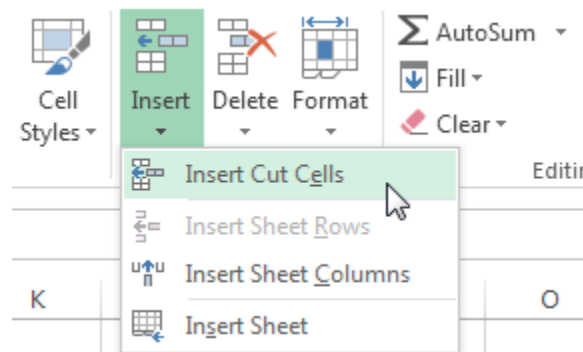 AutoSum
Fill
Clear
Cell
Styles
Insert
Delete
Format
Insert Cut Cells
Insert Sheet Rows
Insert Sheet Columns
Insert Sheet
Editin
K
O